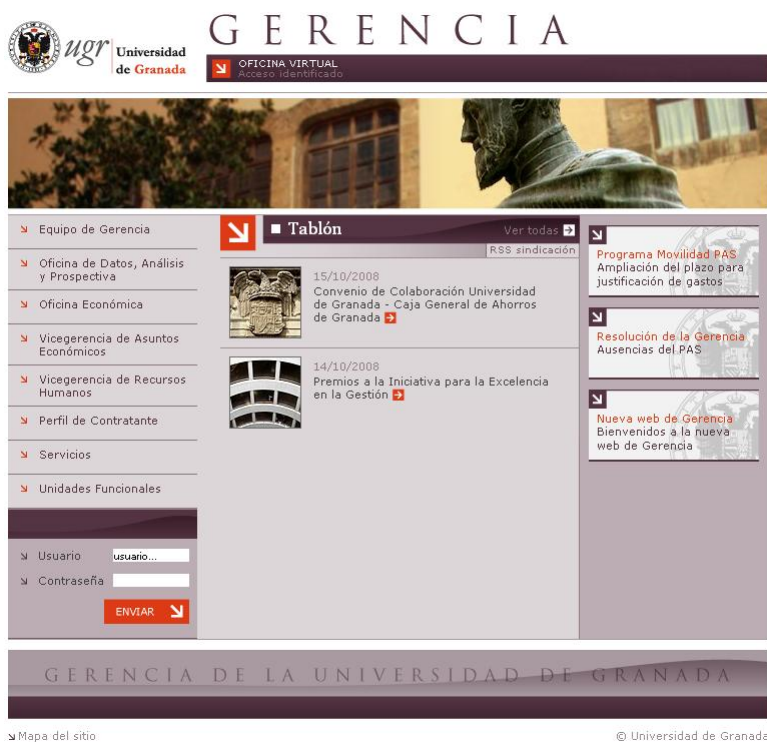 GERENCIA
ugr Universidad
de Granada
OFICINA VIRTUAL
Acceso identificado
Equipo de Gerencia
Oficina de Datos, Análisis
y Prospectiva
Oficina Económica
Vicegerencia de Asuntos
Económicos
Vicegerencia de Recursos
Humanos
Perfil de Contratante
Servicios
Unidades Funcionales
Usuario usuario...
Contraseña
ENVIAR
Tablón
Ver todas
RSS sindicación
15/10/2008
Convenio de Colaboración Universidad
de Granada - Caja General de Ahorros
de Granada
14/10/2008
Premios a la Iniciativa para la Excelencia
en la Gestión
Programa Movilidad PAS
Ampliación del plazo para
justificación de gastos
Resolución de la Gerencia
Ausencias del PAS
Nueva web de Gerencia
Bienvenidos a la nueva
web de Gerencia
GERENCIA DE LA UNIVERSIDAD DE GRANADA
Mapa del sitio
© Universidad de Granada